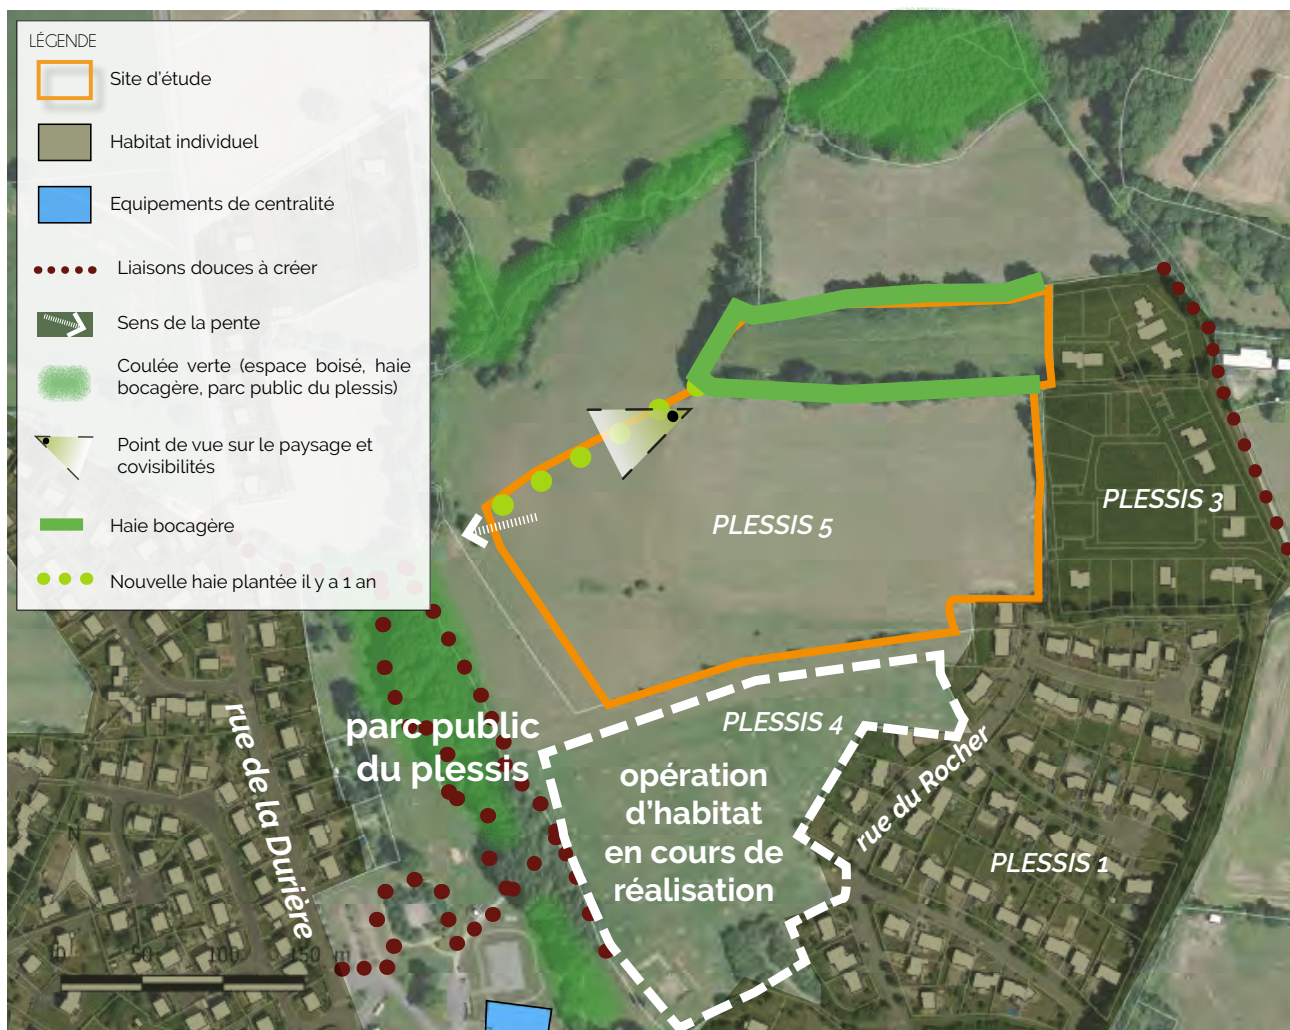 LÉGENDE
Site d'étude
Habitat individuel
Equipements de centralité
Liaisons douces à créer
Sens de la pente
Coulée verte (espace boisé, haie
bocagère, parc public du plessis)
Point de vue sur le paysage et
covisibilités
Haie bocagère
Nouvelle haie plantée il y a 1 an
PLESSIS 3
PLESSIS 5
PLESSIS 4
parc public
du plessis
opération
d'habitat
en cours de
réalisation
rue du Rocher
PLESSIS 1
rue de la Durière
N
0 50 100 150 m